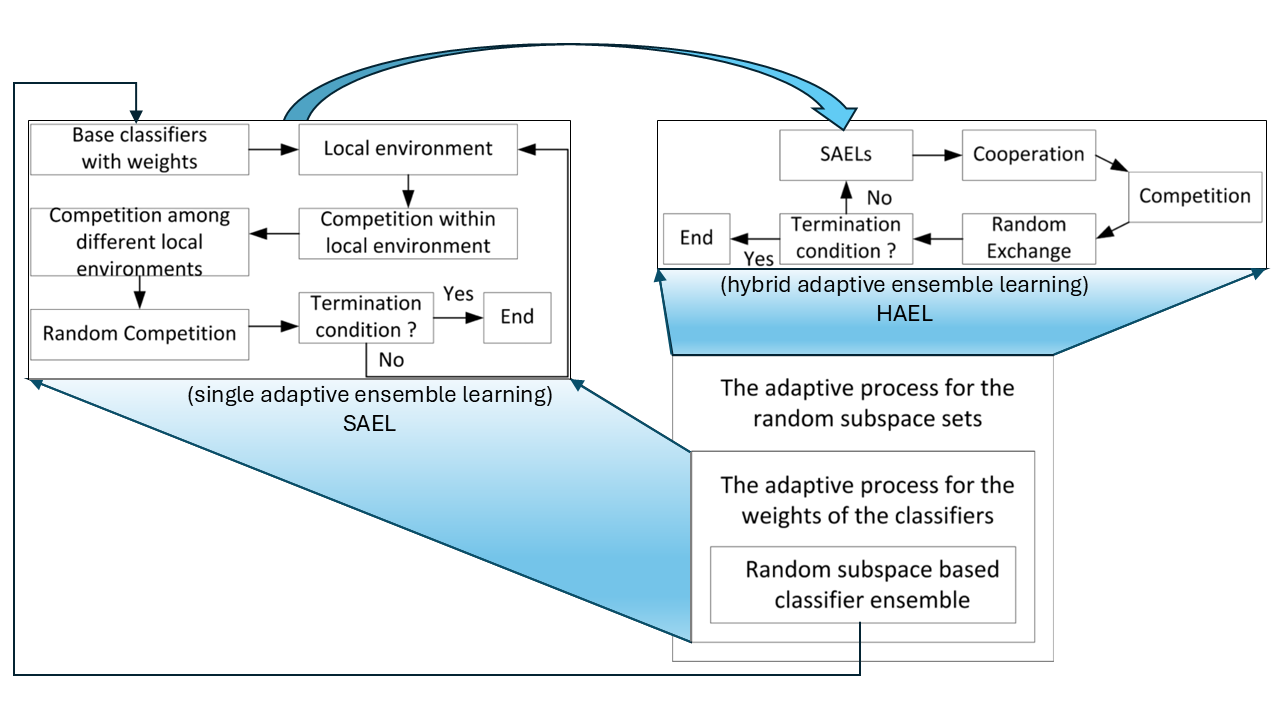 Base classifiers
with weights
Local environment
Competition among
different local
environments
Competition within
local environment
Random Competition
Termination
condition ?
Yes
End
No
(single adaptive ensemble learning)
SAEL
SAELs
Cooperation
Competition
No
End
Yes
Termination
condition ?
Random
Exchange
(hybrid adaptive ensemble learning)
HAEL
The adaptive process for the
random subspace sets
The adaptive process for the
weights of the classifiers
Random subspace based
classifier ensemble